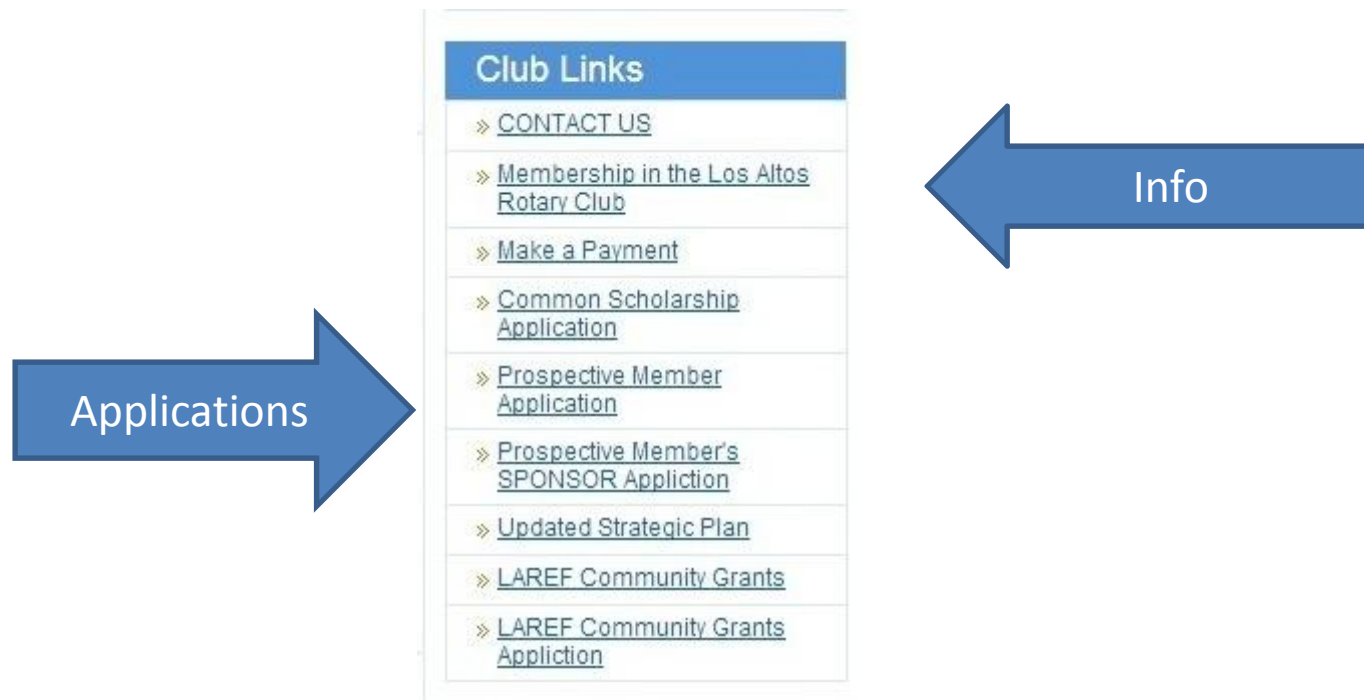 Club Links
» CONTACT US
» Membership in the Los Altos
Rotary Club
» Make a Payment
» Common Scholarship
Application
» Prospective Member
Application
» Prospective Member's
SPONSOR Appliction
» Updated Strategic Plan
» LAREF Community Grants
» LAREF Community Grants
Appliction
Info
Applications